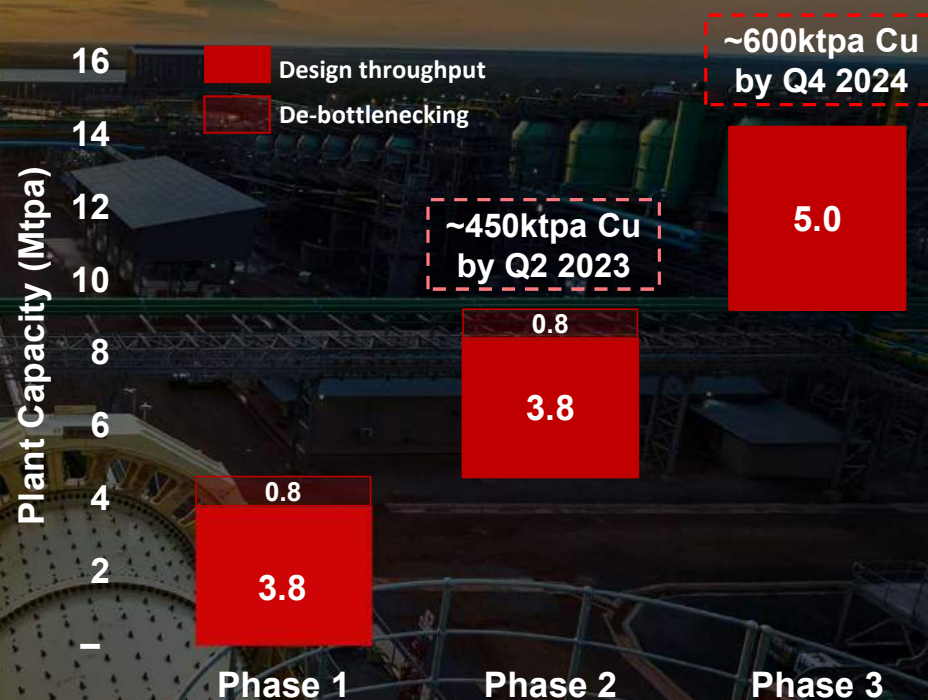 ~600ktpa Cu
by Q4 2024
16
Design throughput
De-bottlenecking
14
12
10
8
6
4
2
–
Plant Capacity (Mtpa)
~450ktpa Cu
by Q2 2023
5.0
0.8
3.8
0.8
3.8
Phase 1
Phase 2
Phase 3